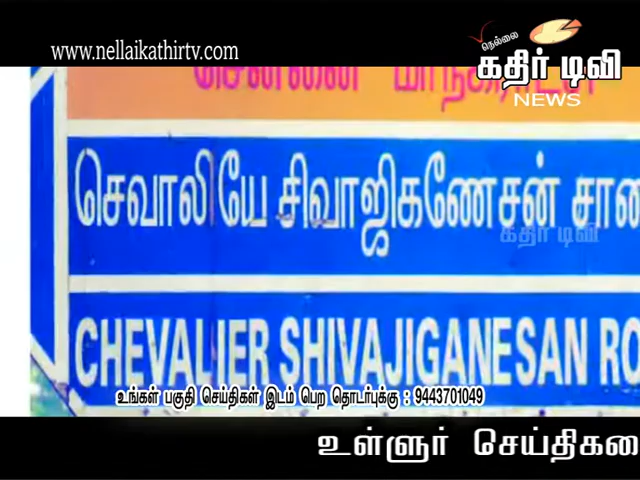 www.nellaikathirtv.com
நெல்லை
கதிர் டிவி
NEWS
சென்னை மாநகராட்சி
செவாலியே சிவாஜிகணேசன் சாலை
கதிர் டிவி
CHEVALIER SHIVAJIGANESAN RO
உங்கள் பகுதி செய்திகள் இடம் பெற தொடர்புக்கு : 9443701049
உள்ளுர் செய்திகளை